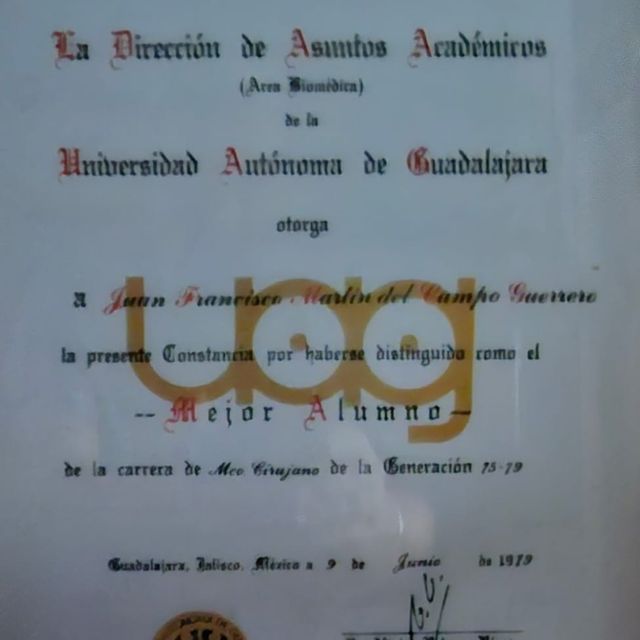 La Dirección de Asuntos Académicos
(Area Biomédica)
de la
Universidad Autónoma de Guadalajara
otorga
a Juan Francisco Martín del Campo Guerrero
uag
la presente Constancia por haberse distinguido como el
--Mejor Alumno--
de la carrera de Mco Cirujano de la Generación 75-79
Guadalajara, Jalisco, México a 9 de Junio de 1979